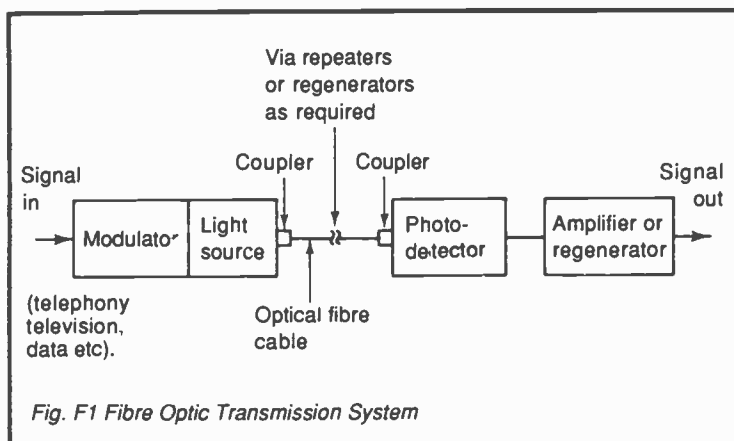 Via repeaters
or regenerators
as required
Signal
in
Coupler
Coupler
Signal
out
Modulator
Light
source
Photo-
detector
Amplifier or
regenerator
(telephony
television,
data etc).
Optical fibre
cable
Fig. F1 Fibre Optic Transmission System